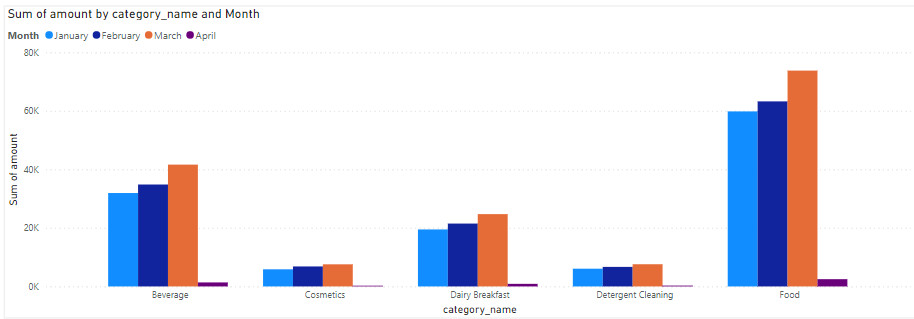 Sum of amount by category_name and Month
Month January February March April
80K
60K
40K
20K
0K
Sum of amount
Beverage Cosmetics Dairy Breakfast Detergent Cleaning Food
category_name